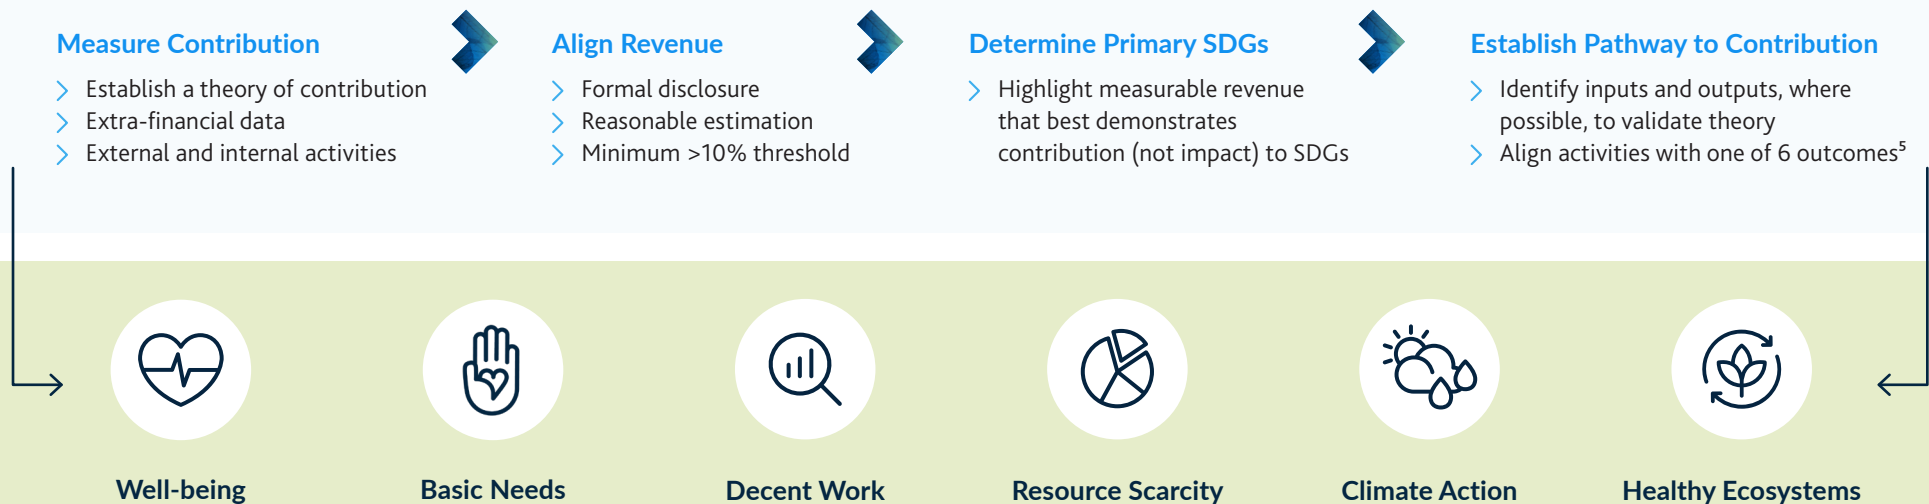 Measure Contribution
Establish a theory of contribution
Extra-financial data
External and internal activities
Align Revenue
Formal disclosure
Reasonable estimation
Minimum >10% threshold
Determine Primary SDGs
Highlight measurable revenue
that best demonstrates
contribution (not impact) to SDGs
Establish Pathway to Contribution
Identify inputs and outputs, where
possible, to validate theory
Align activities with one of 6 outcomes⁵
Well-being
Basic Needs
Decent Work
Resource Scarcity
Climate Action
Healthy Ecosystems